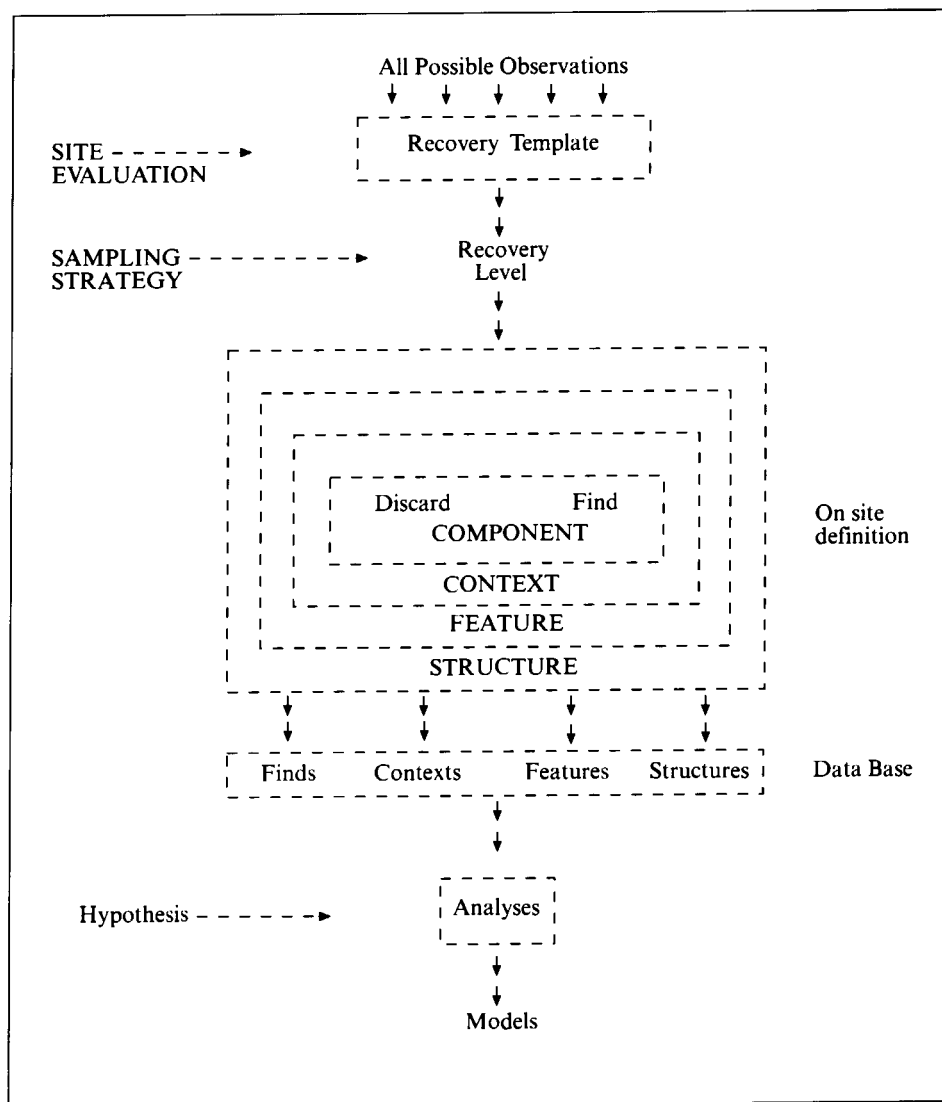 All Possible Observations
Recovery Template
SITE
EVALUATION
Recovery
Level
SAMPLING
STRATEGY
Discard Find
COMPONENT
CONTEXT
FEATURE
STRUCTURE
On site
definition
Finds Contexts Features Structures
Data Base
Hypothesis
Analyses
Models